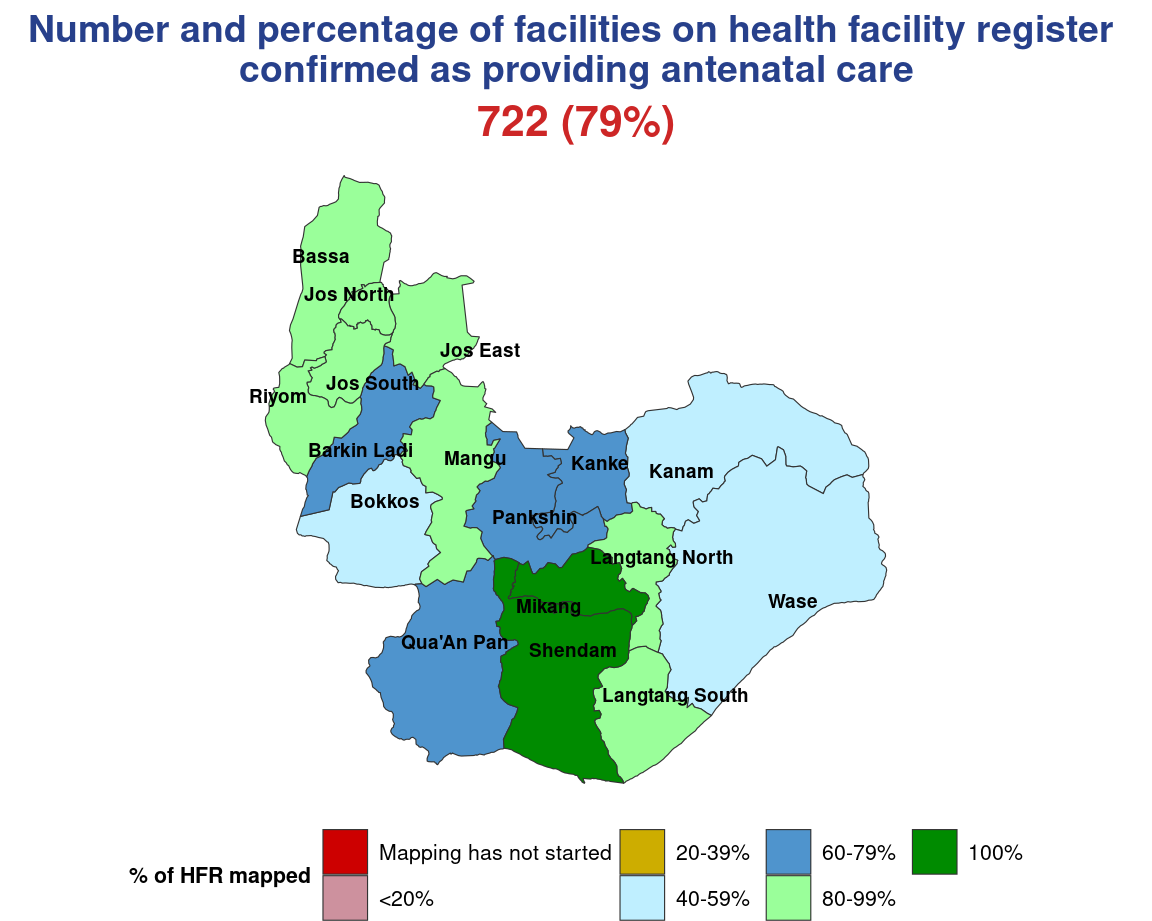 Number and percentage of facilities on health facility register
confirmed as providing antenatal care
722 (79%)
Bassa
Jos North
Jos East
Jos South
Riyom
Barkin Ladi
Mangu
Kanke
Kanam
Bokkos
Pankshin
Langtang North
Mikang
Wase
Qua'An Pan
Shendam
Langtang South
% of HFR mapped
Mapping has not started
<20%
20-39%
40-59%
60-79%
80-99%
100%